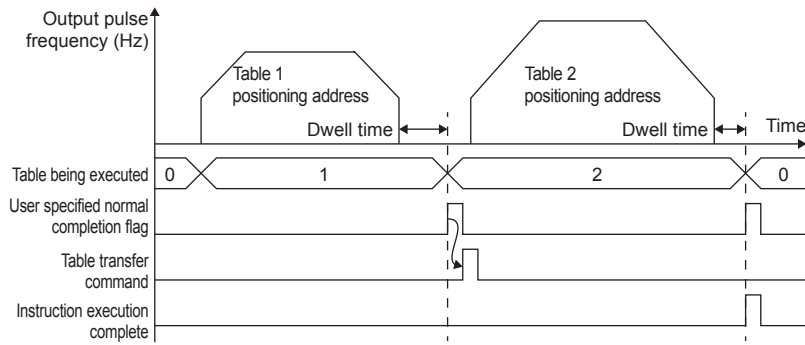 Output pulse
frequency (Hz)
Table 1
positioning address
Table 2
positioning address
Dwell time
Dwell time
Time
Table being executed
0
1
2
0
User specified normal
completion flag
Table transfer
command
Instruction execution
complete